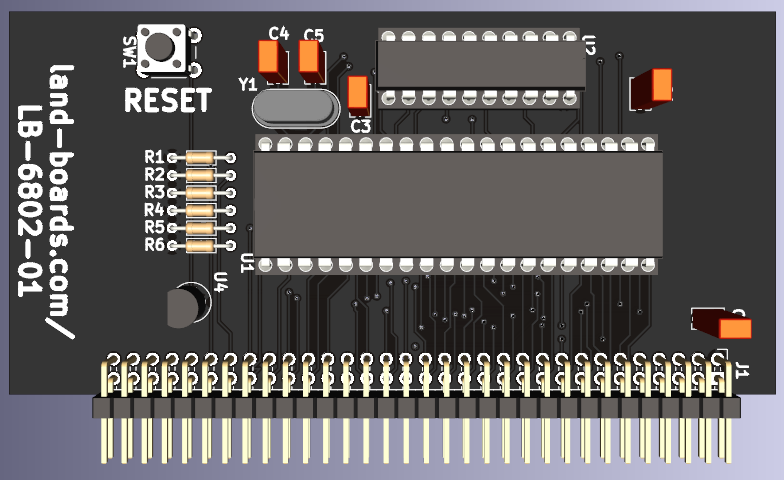 C4
C5
U3
SW1
RESET
Y1
C3
land-boards.com/
LB-6802-01
R1
R2
R3
R4
R5
R6
U1
U4
J1